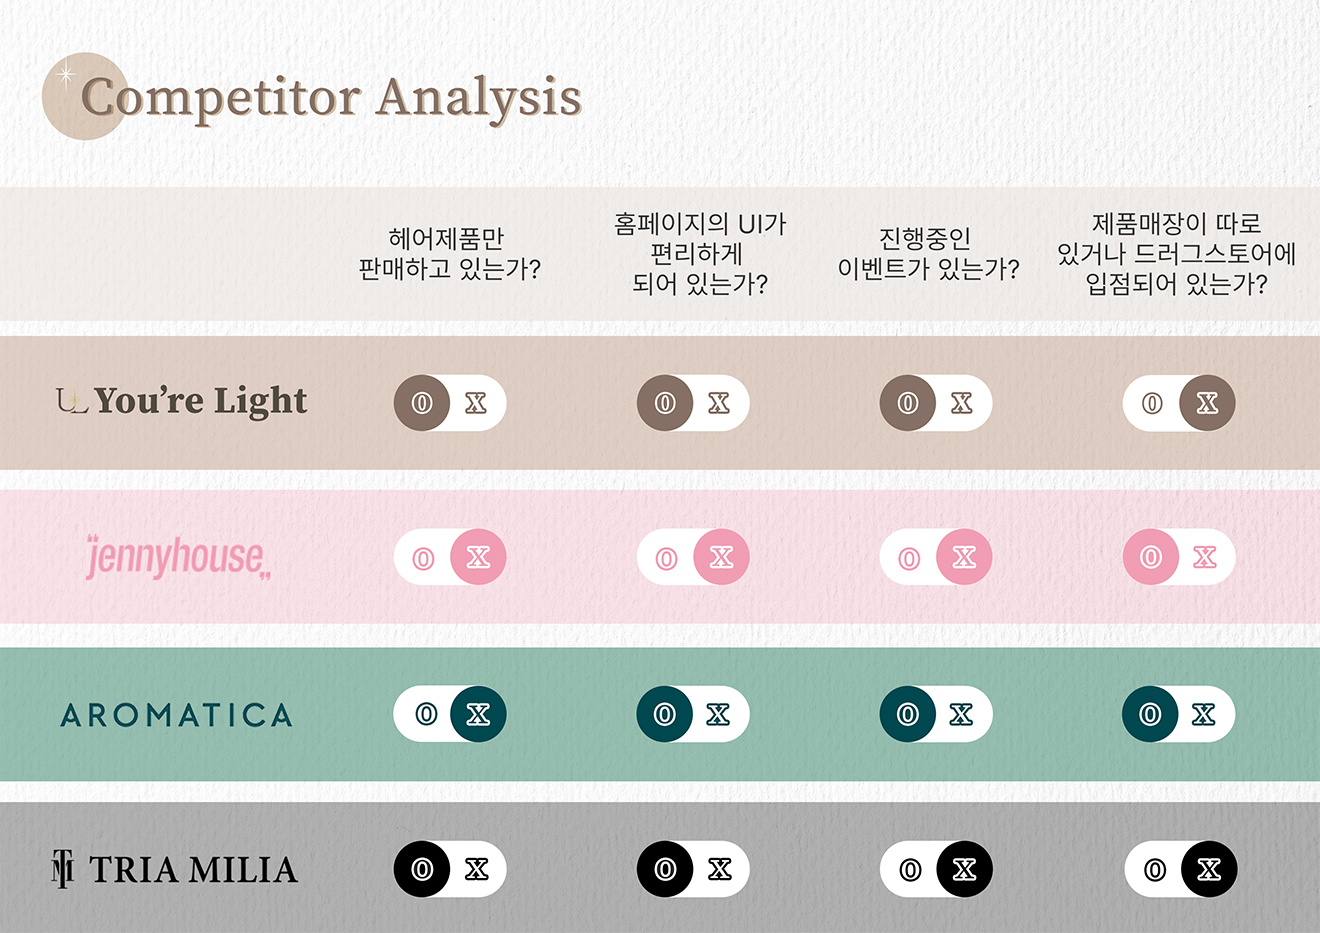 Competitor Analysis
헤어제품만
판매하고 있는가?
홈페이지의 UI가
편리하게
되어 있는가?
진행중인
이벤트가 있는가?
제품매장이 따로
있거나 드러그스토어에
입점되어 있는가?
UL You're Light
O X
O X
O X
O X
"jennyhouse„
O X
O X
O X
O X
AROMATICA
O X
O X
O X
O X
TM TRIA MILIA
O X
O X
O X
O X